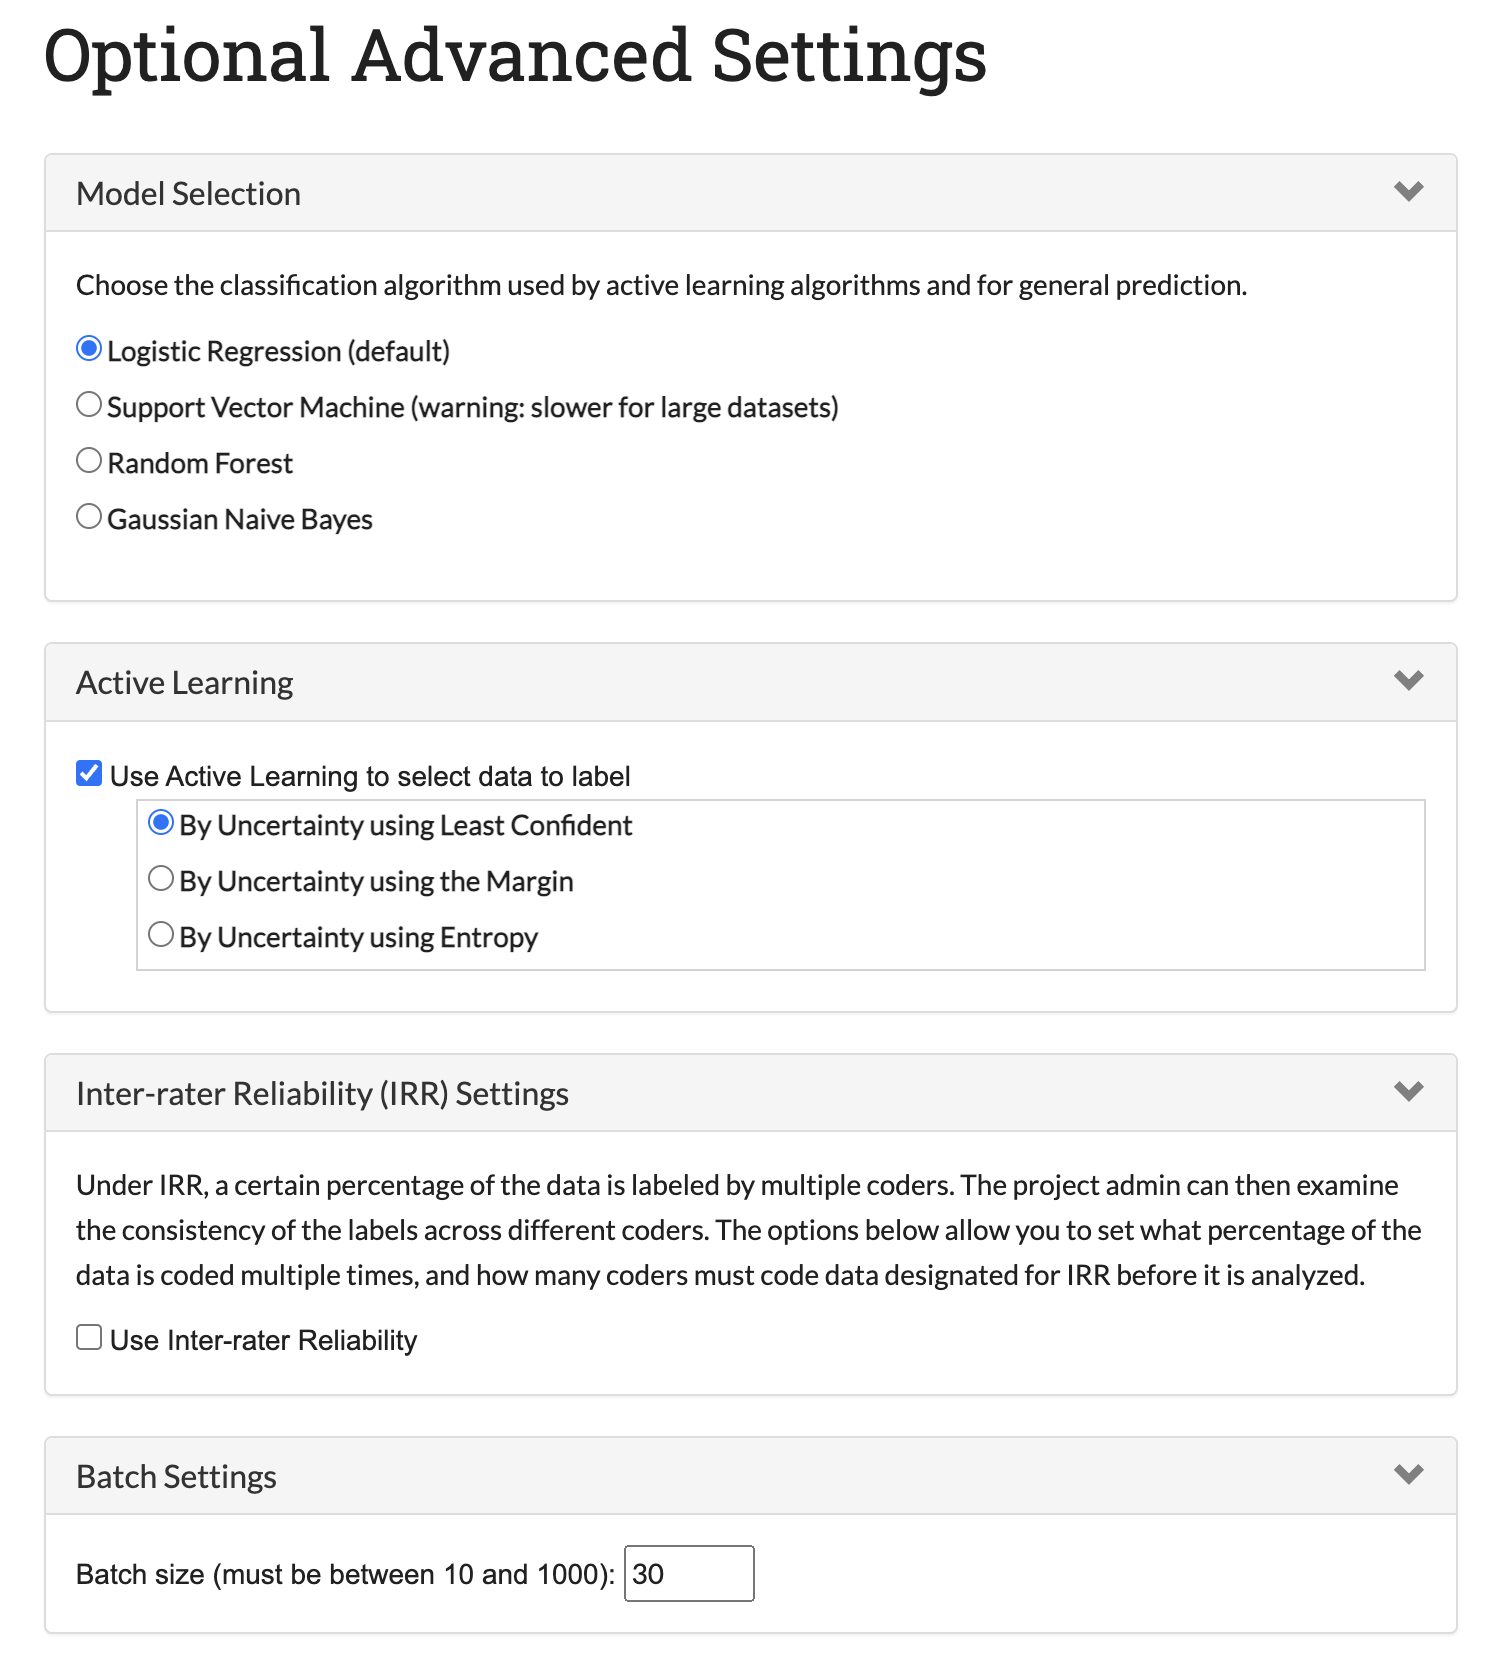 Optional Advanced Settings
Model Selection
Choose the classification algorithm used by active learning algorithms and for general prediction.
Logistic Regression (default)
Support Vector Machine (warning: slower for large datasets)
Random Forest
Gaussian Naive Bayes
Active Learning
Use Active Learning to select data to label
By Uncertainty using Least Confident
By Uncertainty using the Margin
By Uncertainty using Entropy
Inter-rater Reliability (IRR) Settings
Under IRR, a certain percentage of the data is labeled by multiple coders. The project admin can then examine
the consistency of the labels across different coders. The options below allow you to set what percentage of the
data is coded multiple times, and how many coders must code data designated for IRR before it is analyzed.
Use Inter-rater Reliability
Batch Settings
Batch size (must be between 10 and 1000): 30